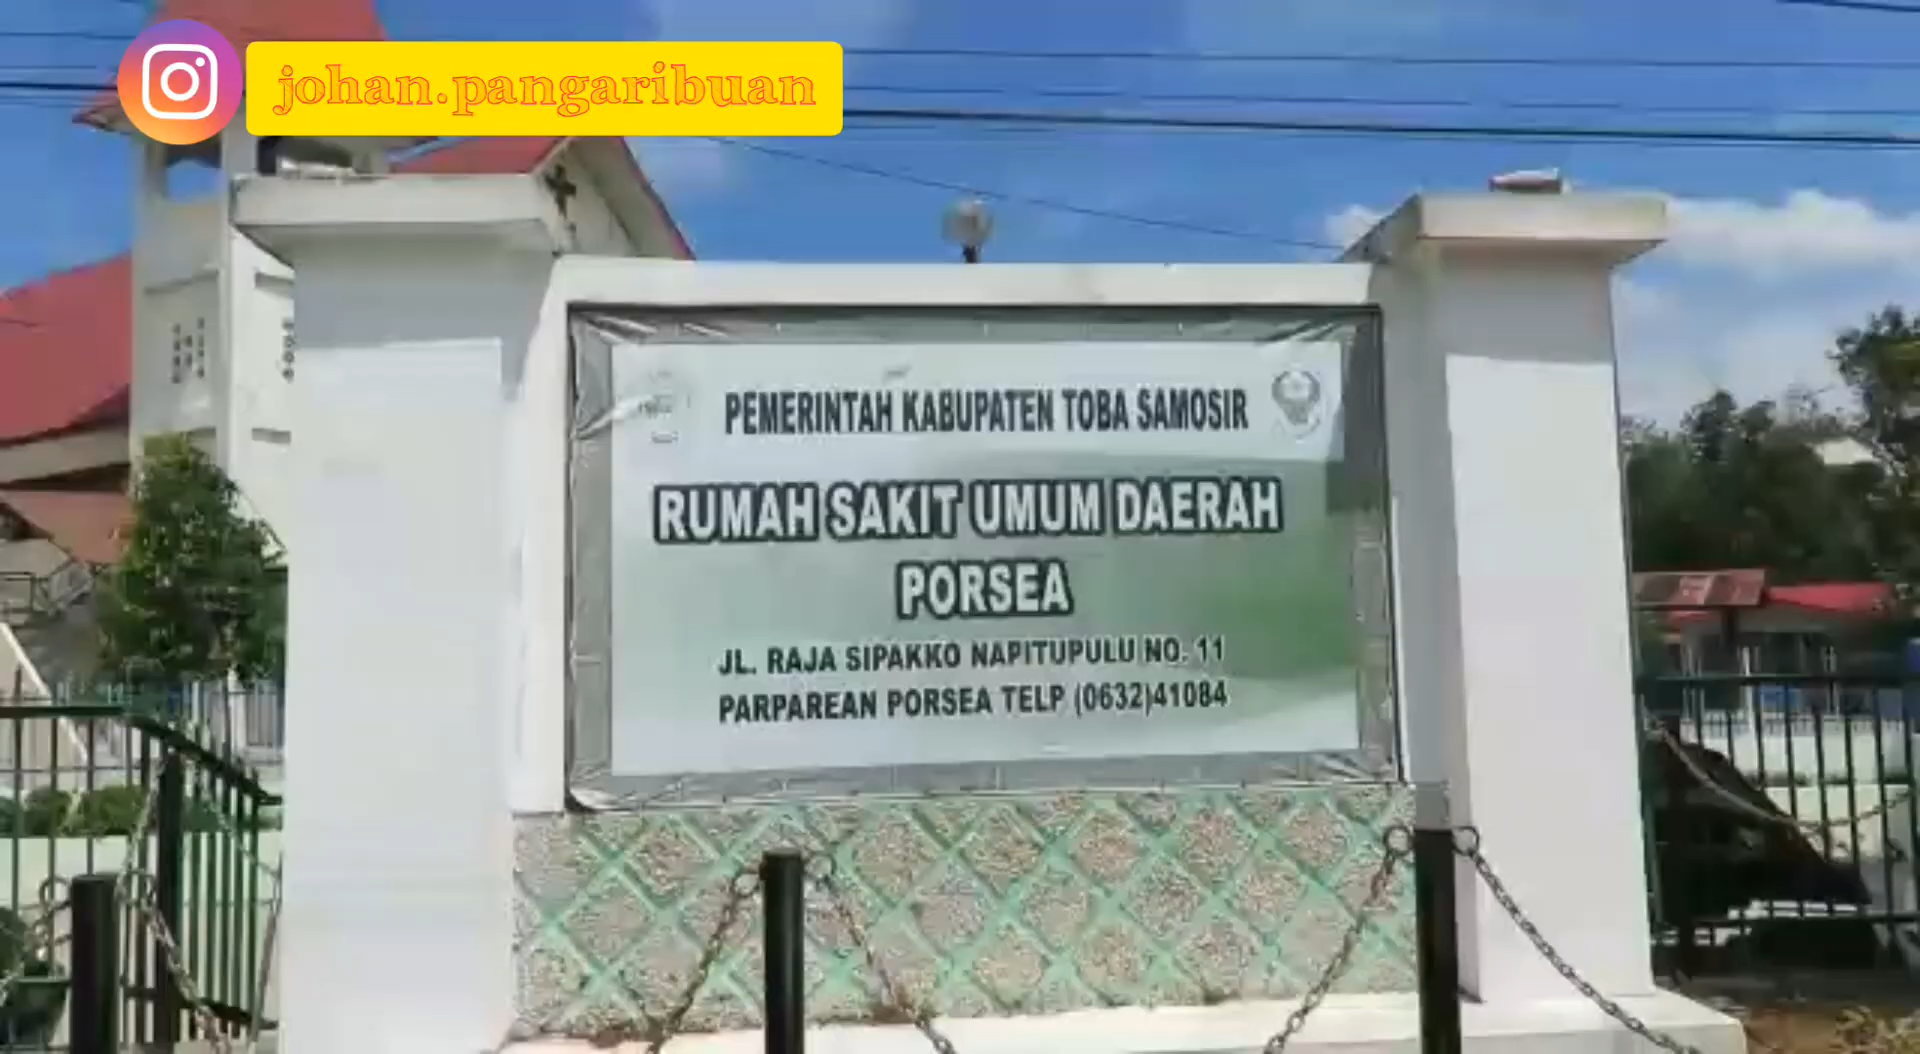 johan.pangaribuan
PEMERINTAH KABUPATEN TOBA SAMOSIR
RUMAH SAKIT UMUM DAERAH
PORSEA
JL. RAJA SIPAKKO NAPITUPULU NO. 11
PARPAREAN PORSEA TELP (0632)41084